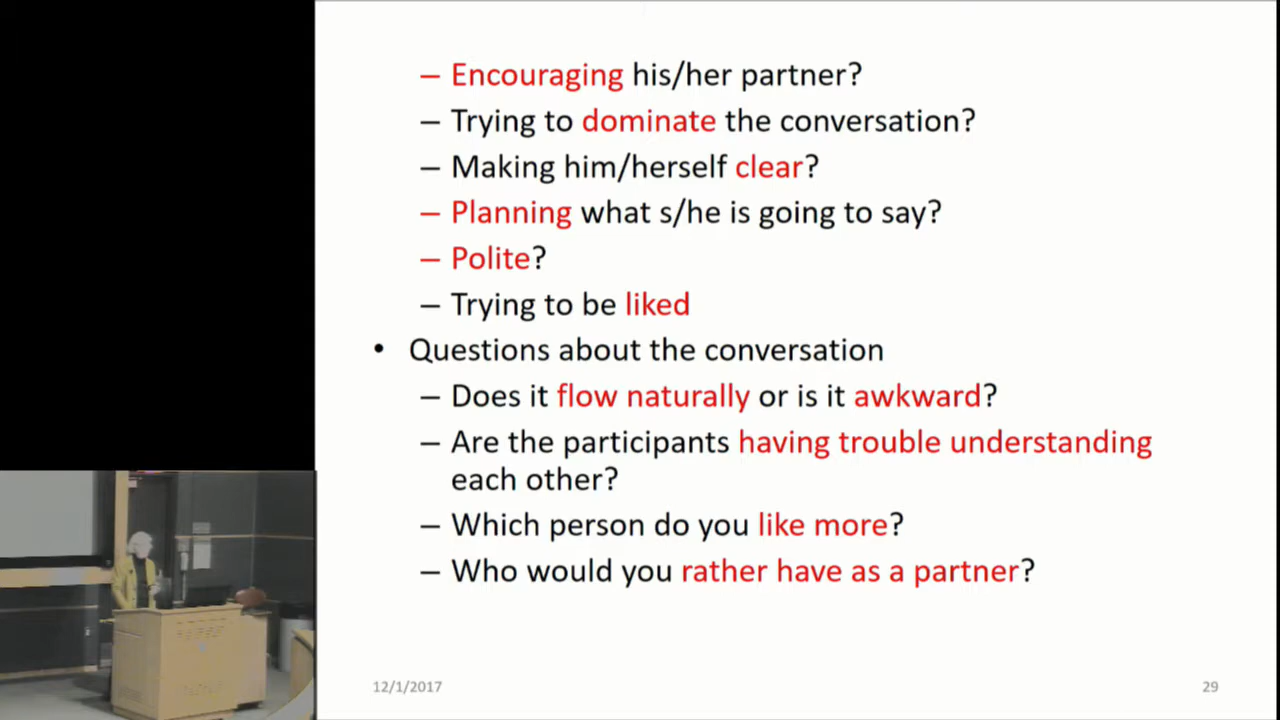 – Encouraging his/her partner?
– Trying to dominate the conversation?
– Making him/herself clear?
– Planning what s/he is going to say?
– Polite?
– Trying to be liked
• Questions about the conversation
– Does it flow naturally or is it awkward?
– Are the participants having trouble understanding
each other?
– Which person do you like more?
– Who would you rather have as a partner?
12/1/2017
29